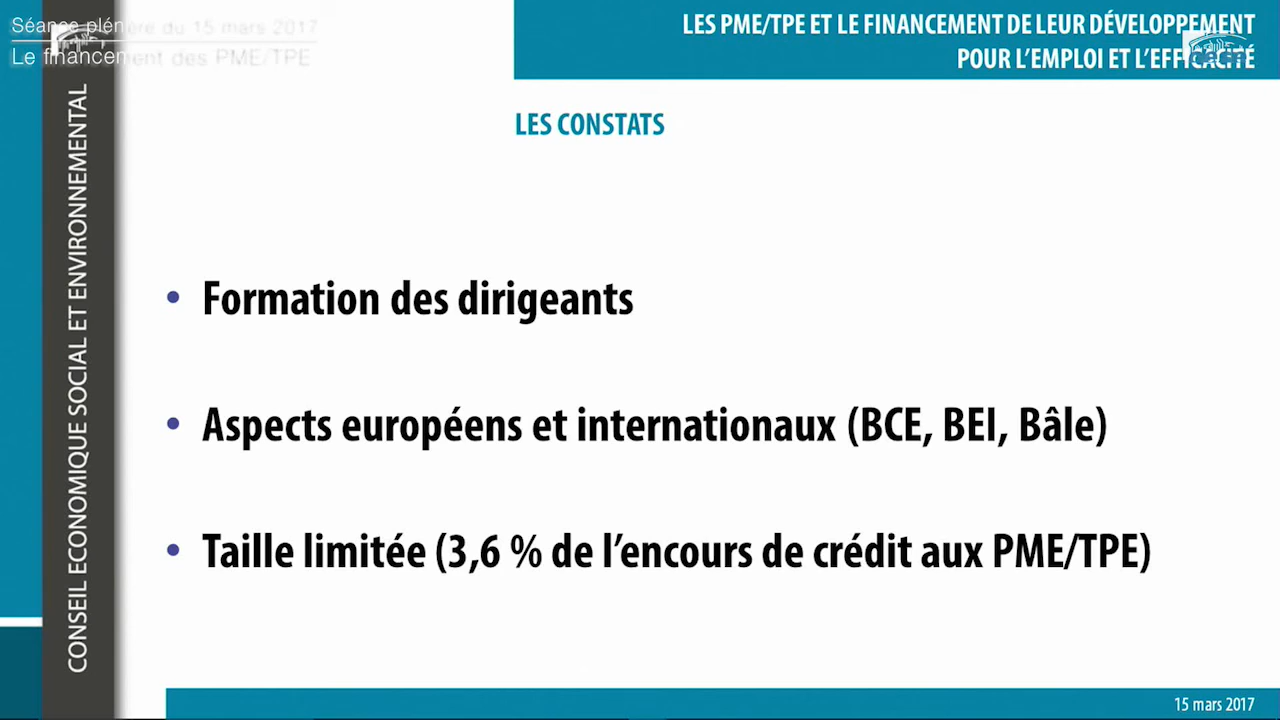 Séance plénière du 15 mars 2017
Le financement des PME/TPE
LES PME/TPE ET LE FINANCEMENT DE LEUR DÉVELOPPEMENT
POUR L’EMPLOI ET L’EFFICACITÉ
CONSEIL ECONOMIQUE SOCIAL ET ENVIRONNEMENTAL
LES CONSTATS
• Formation des dirigeants
• Aspects européens et internationaux (BCE, BEI, Bâle)
• Taille limitée (3,6 % de l’encours de crédit aux PME/TPE)
15 mars 2017